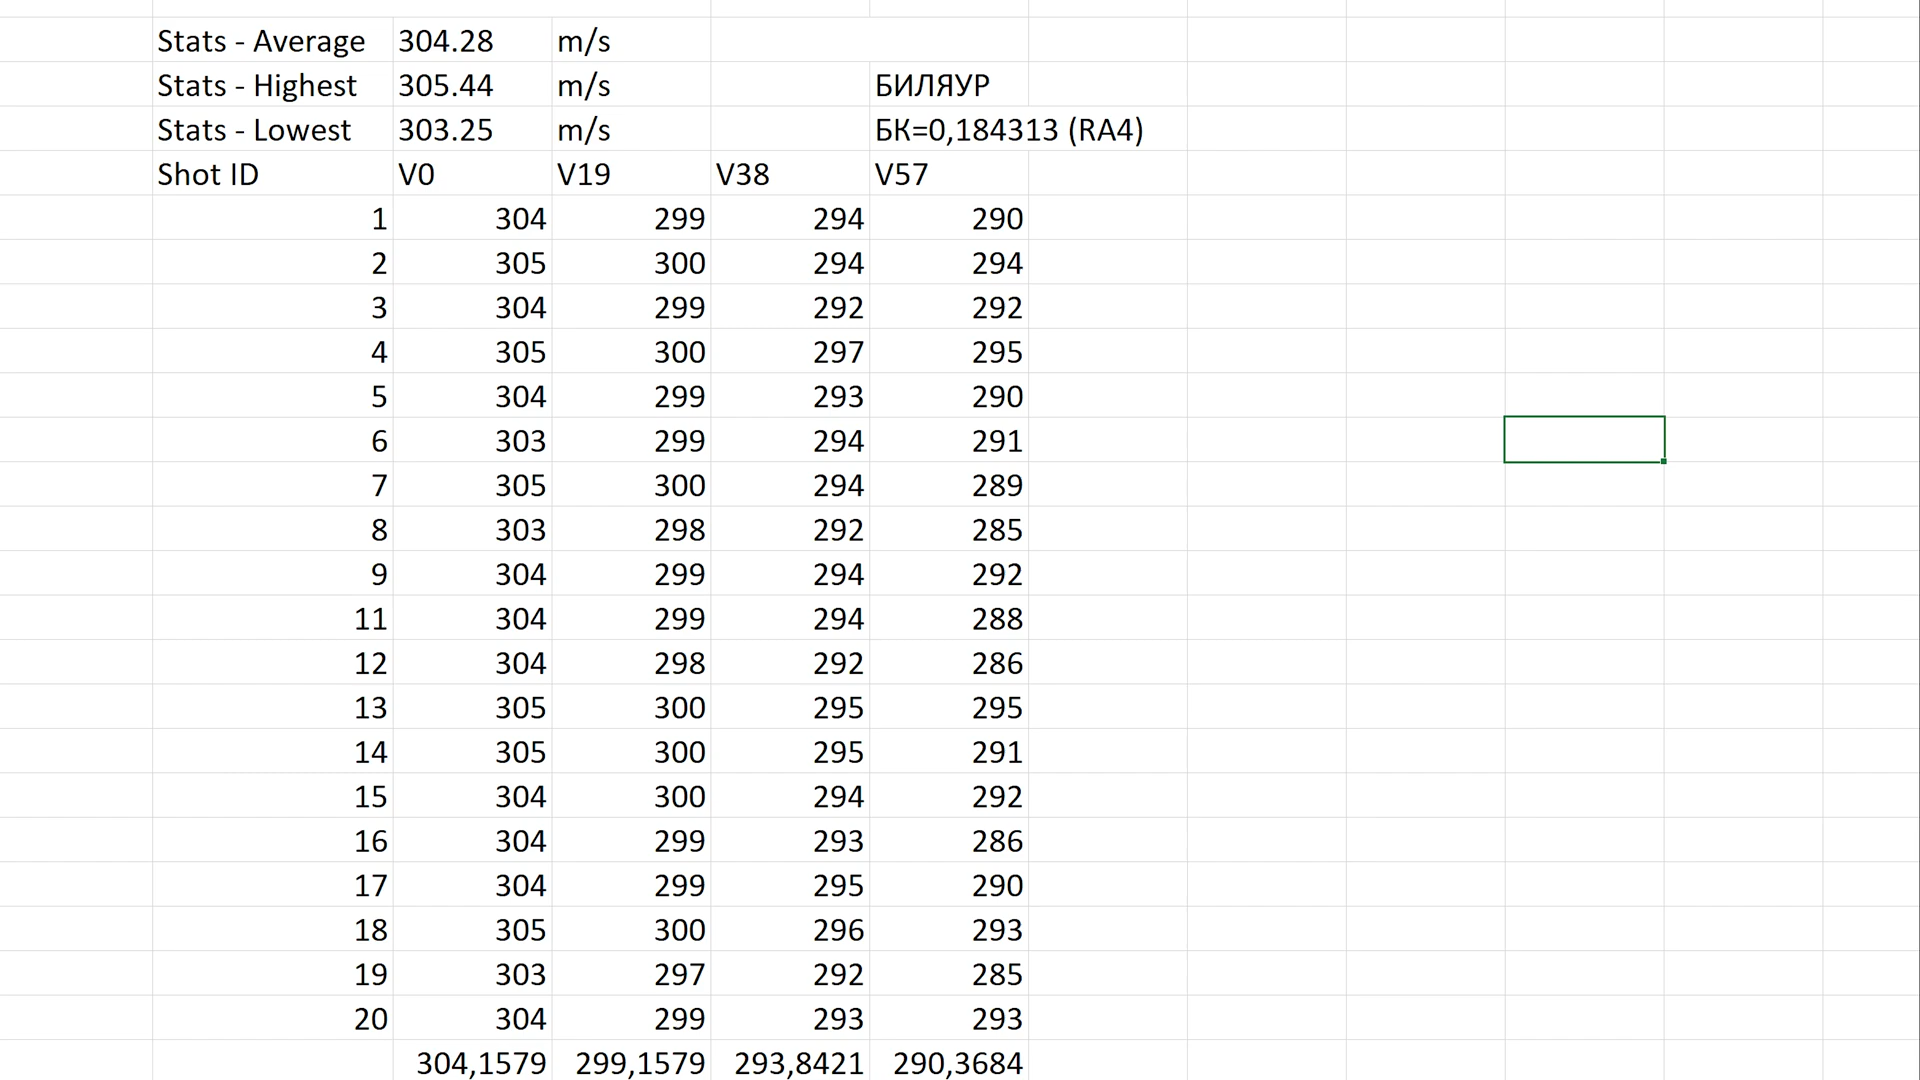 Stats - Average 304.28 m/s
Stats - Highest 305.44 m/s БИЛЯУР
Stats - Lowest 303.25 m/s БК=0,184313 (RA4)
Shot ID V0 V19 V38 V57
1 304 299 294 290
2 305 300 294 294
3 304 299 292 292
4 305 300 297 295
5 304 299 293 290
6 303 299 294 291
7 305 300 294 289
8 303 298 292 285
9 304 299 294 292
11 304 299 294 288
12 304 298 292 286
13 305 300 295 295
14 305 300 295 291
15 304 300 294 292
16 304 299 293 286
17 304 299 295 290
18 305 300 296 293
19 303 297 292 285
20 304 299 293 293
304,1579 299,1579 293,8421 290,3684